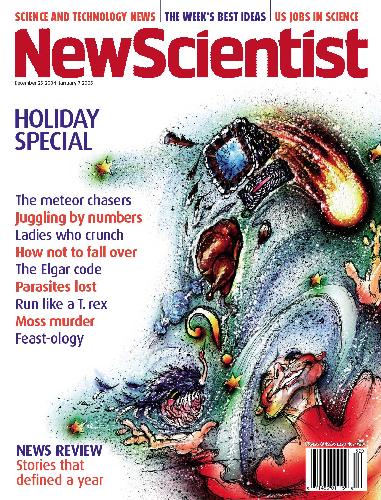 SCIENCE AND TECHNOLOGY NEWS | THE WEEK'S BEST IDEAS | US JOBS IN SCIENCE
NewScientist
HOLIDAY
SPECIAL
The meteor chasers
Juggling by numbers
Ladies who crunch
How not to fall over
The Elgar code
Parasites lost
Run like a T. rex
Moss murder
Feast-ology
NEWS REVIEW
Stories that
defined a year